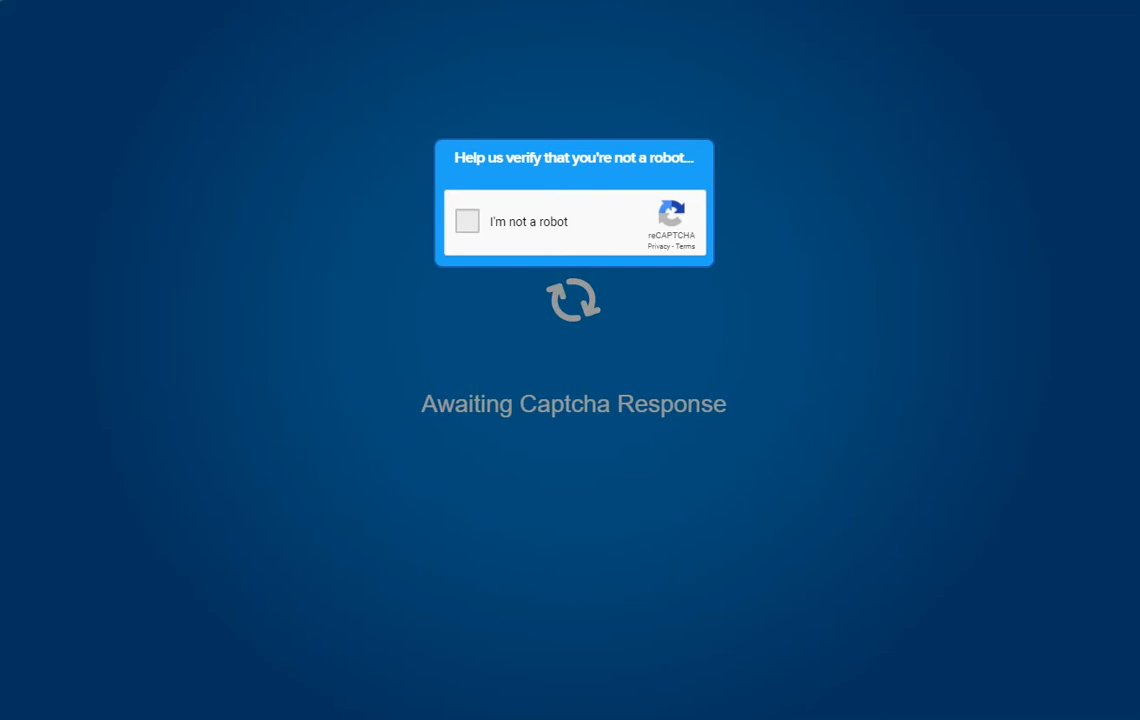 Help us verify that you're not a robot...
I'm not a robot
reCAPTCHA
Privacy - Terms
Awaiting Captcha Response